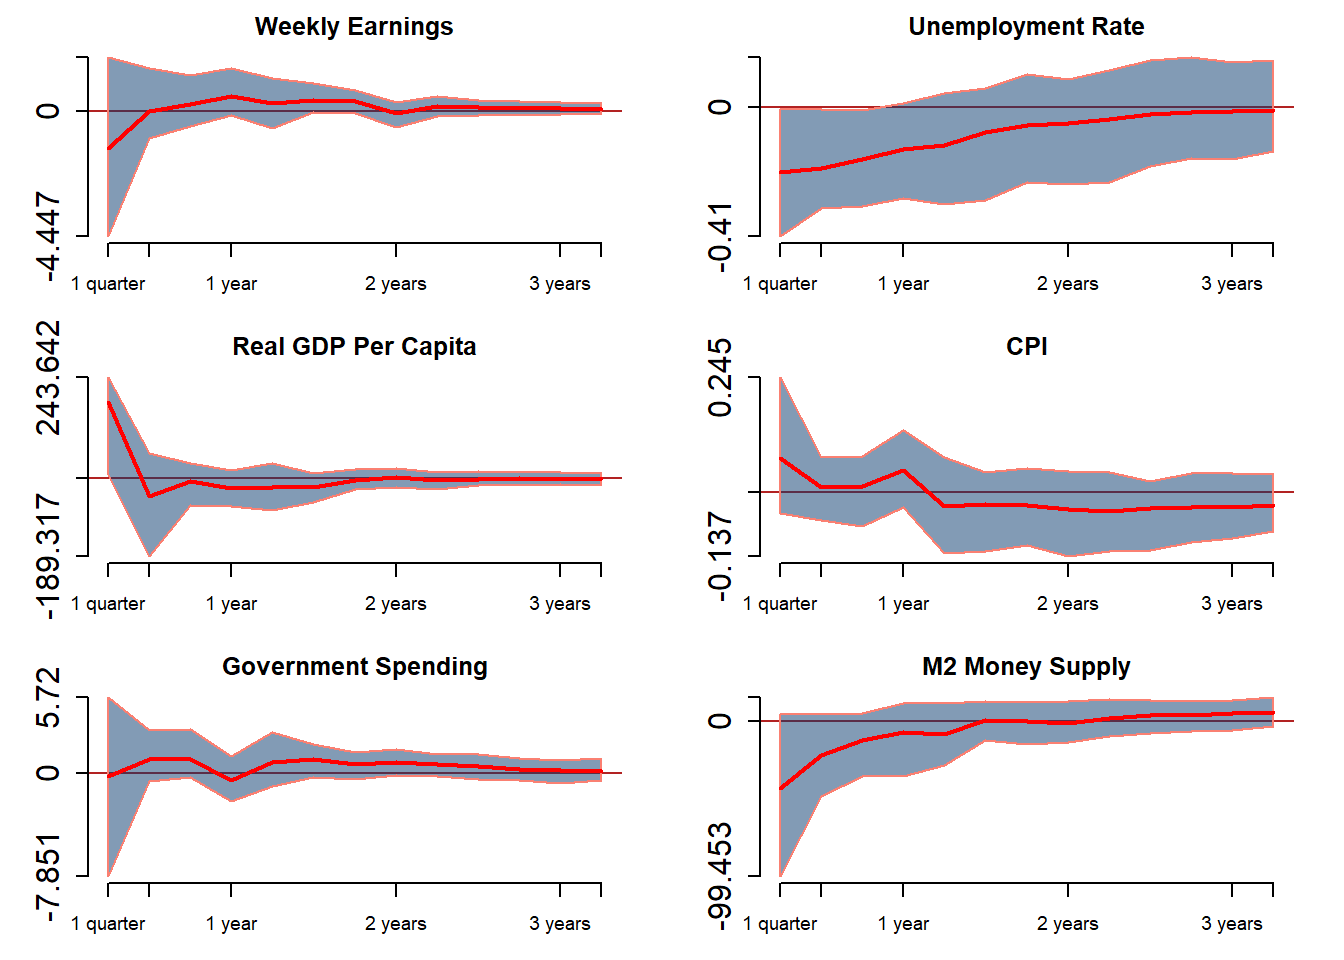 Weekly Earnings
0
-4.447
1 quarter 1 year 2 years 3 years
Unemployment Rate
0
-0.41
1 quarter 1 year 2 years 3 years
Real GDP Per Capita
243.642
-189.317
1 quarter 1 year 2 years 3 years
CPI
0.245
-0.137
1 quarter 1 year 2 years 3 years
Government Spending
5.72
0
-7.851
1 quarter 1 year 2 years 3 years
M2 Money Supply
0
-99.453
1 quarter 1 year 2 years 3 years